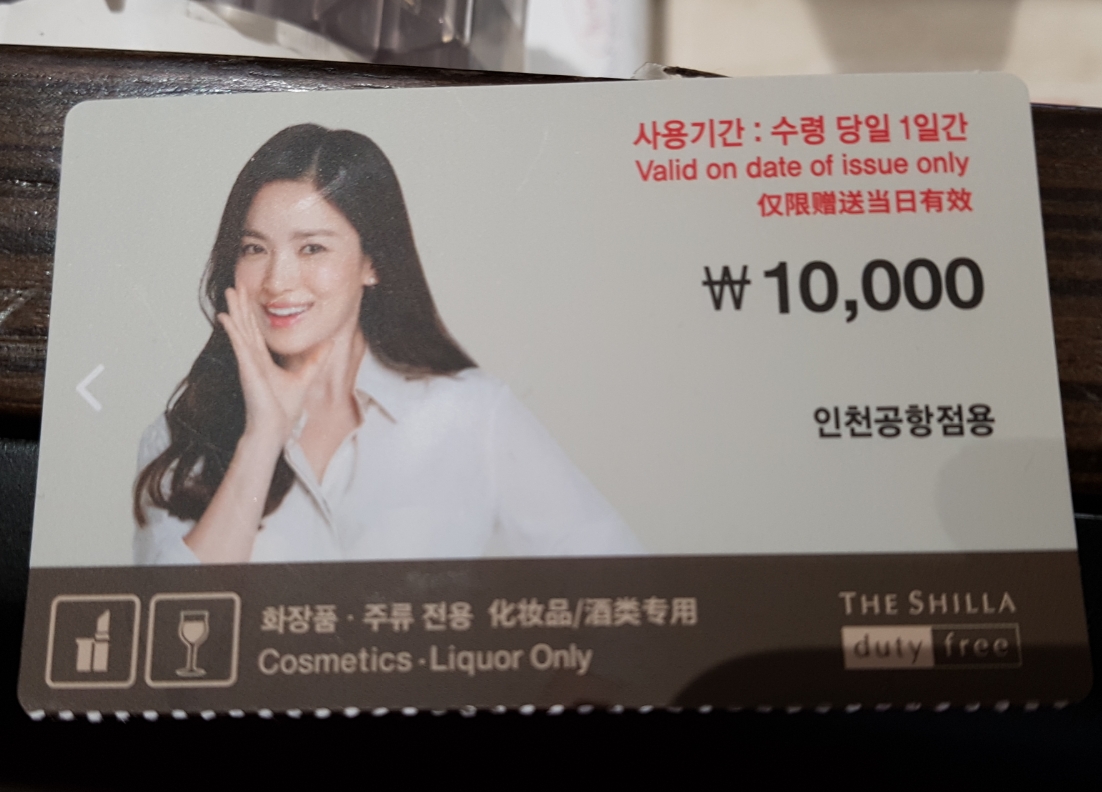 사용기간 : 수령 당일 1일간
Valid on date of issue only
仅限赠送当日有效
₩10,000
인천공항점용
화장품 · 주류 전용 化妆品/酒类专用
Cosmetics · Liquor Only
THE SHILLA
duty free